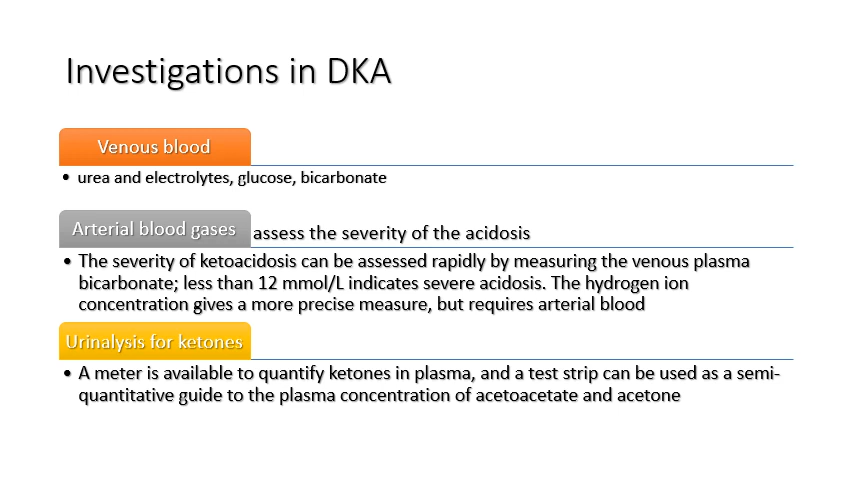 Investigations in DKA
Venous blood
• urea and electrolytes, glucose, bicarbonate
Arterial blood gases assess the severity of the acidosis
• The severity of ketoacidosis can be assessed rapidly by measuring the venous plasma
bicarbonate; less than 12 mmol/L indicates severe acidosis. The hydrogen ion
concentration gives a more precise measure, but requires arterial blood
Urinalysis for ketones
• A meter is available to quantify ketones in plasma, and a test strip can be used as a semi-
quantitative guide to the plasma concentration of acetoacetate and acetone